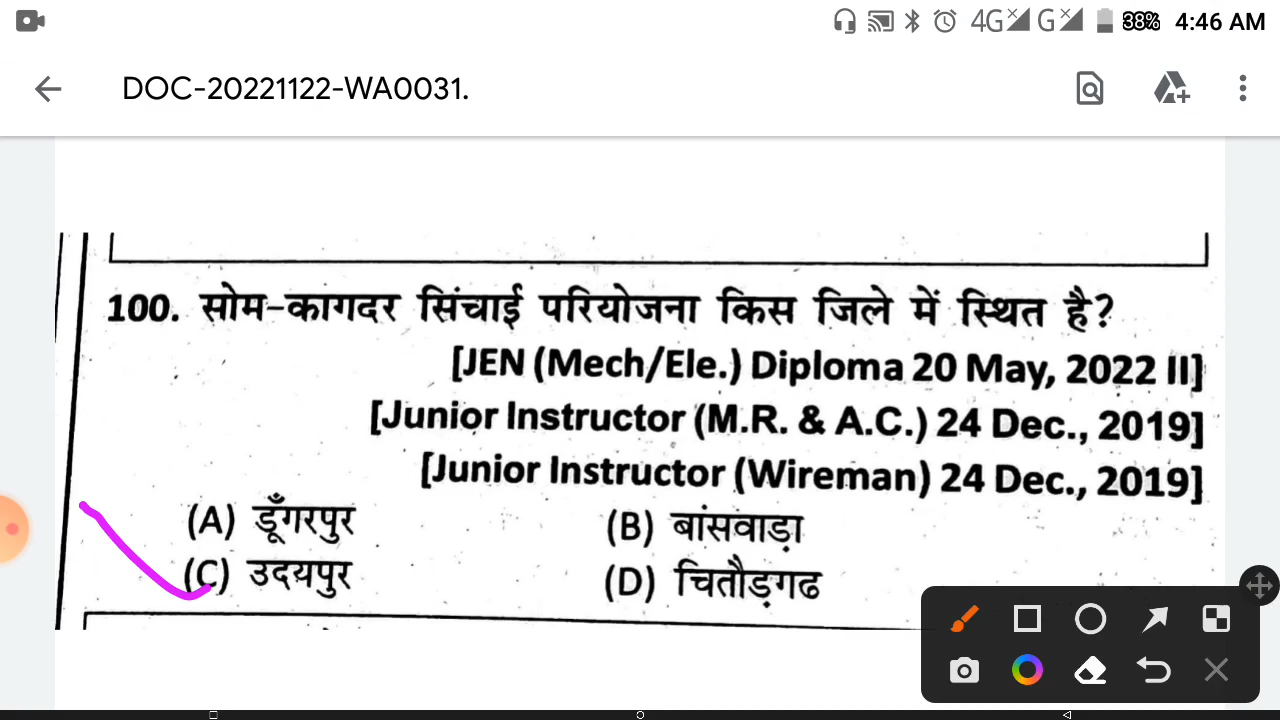 38% 4:46 AM
4G G
DOC-20221122-WA0031.
100. सोम-कागदर सिंचाई परियोजना किस जिले में स्थित है?
[JEN (Mech/Ele.) Diploma 20 May, 2022 II]
[Junior Instructor (M.R. & A.C.) 24 Dec., 2019]
[Junior Instructor (Wireman) 24 Dec., 2019]
(A) डूँगरपुर (B) बांसवाड़ा
(C) उदयपुर (D) चितौड़गढ